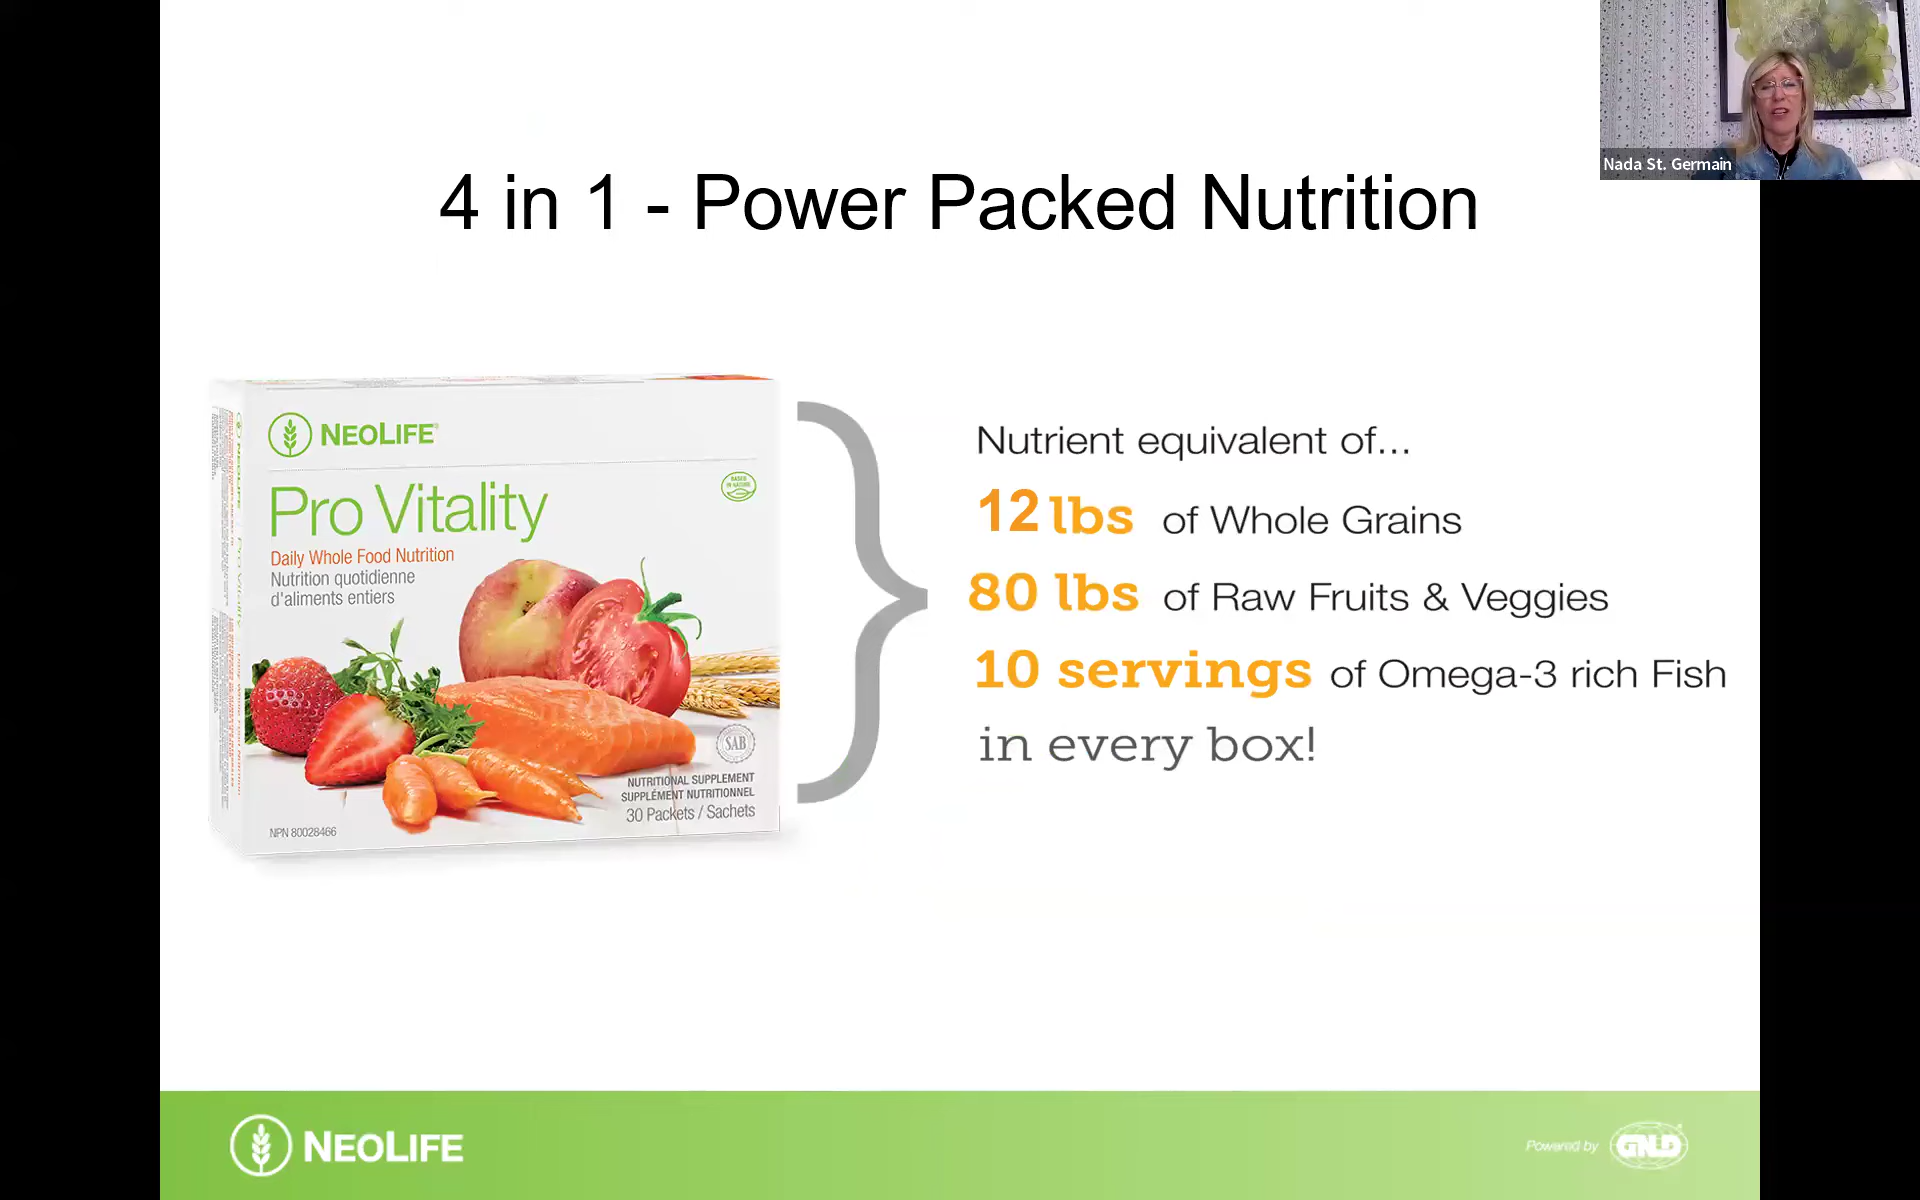 Nada St. Germain
4 in 1 - Power Packed Nutrition
NEOLIFE
Pro Vitality
BASED
IN NATURE
Daily Whole Food Nutrition
Nutrition quotidienne
d'aliments entiers
SAB
NUTRITIONAL SUPPLEMENT
SUPPLÉMENT NUTRITIONNEL
30 Packets / Sachets
NPN 80028466
Nutrient equivalent of...
12 lbs of Whole Grains
80 lbs of Raw Fruits & Veggies
10 servings of Omega-3 rich Fish
in every box!
NEOLIFE
Powered by GNLD